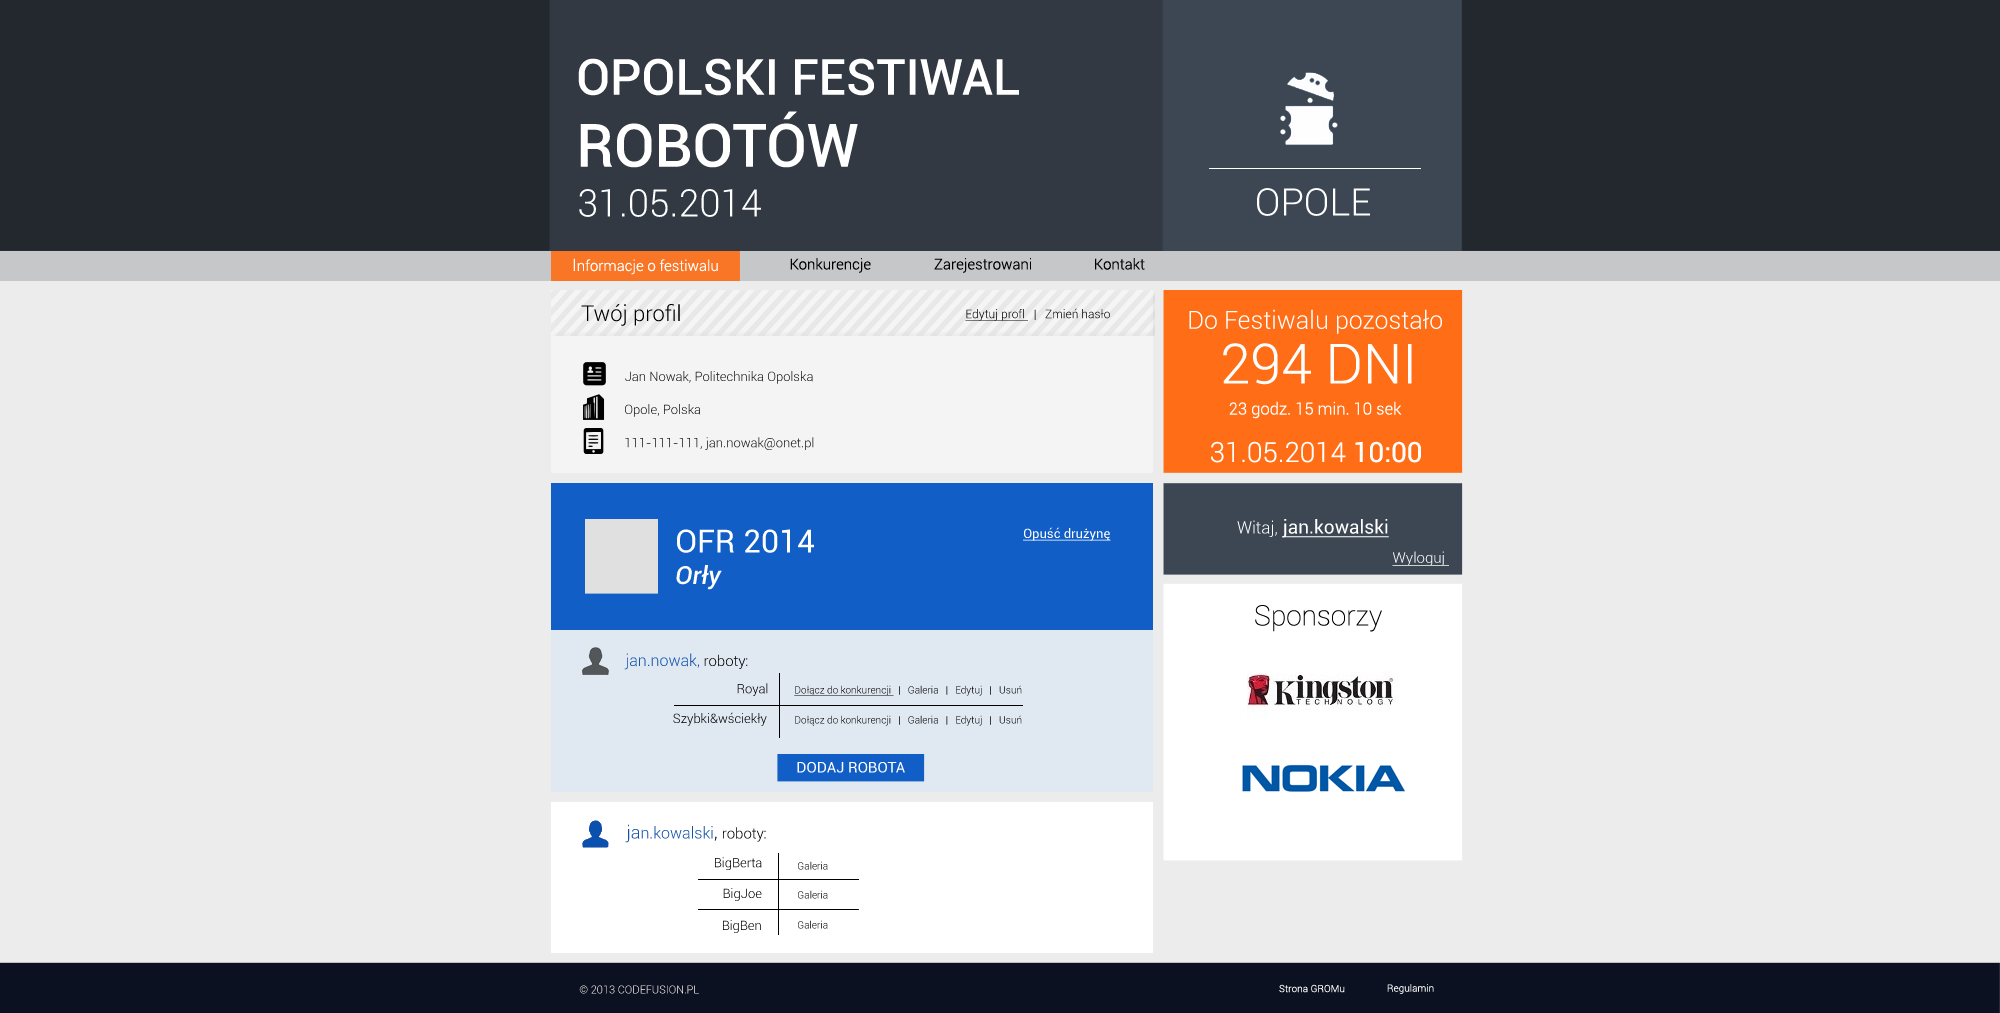 OPOLSKI FESTIWAL
ROBOTÓW
31.05.2014
OPOLE
Informacje o festiwalu Konkurencje Zarejestrowani Kontakt
Twój profil
Edytuj profl | Zmień hasło
Jan Nowak, Politechnika Opolska
Opole, Polska
111-111-111, jan.nowak@onet.pl
Do Festiwalu pozostało
294 DNI
23 godz. 15 min. 10 sek
31.05.2014 10:00
OFR 2014
Orły
Opuść drużynę
Witaj, jan.kowalski
Wyloguj
jan.nowak, roboty:
Royal Dołącz do konkurencji | Galeria | Edytuj | Usuń
Szybki&wściekły Dołącz do konkurencji | Galeria | Edytuj | Usuń
DODAJ ROBOTA
Sponsorzy
Kingston
TECHNOLOGY
NOKIA
jan.kowalski, roboty:
BigBerta Galeria
BigJoe Galeria
BigBen Galeria
© 2013 CODEFUSION.PL
Strona GROMu Regulamin